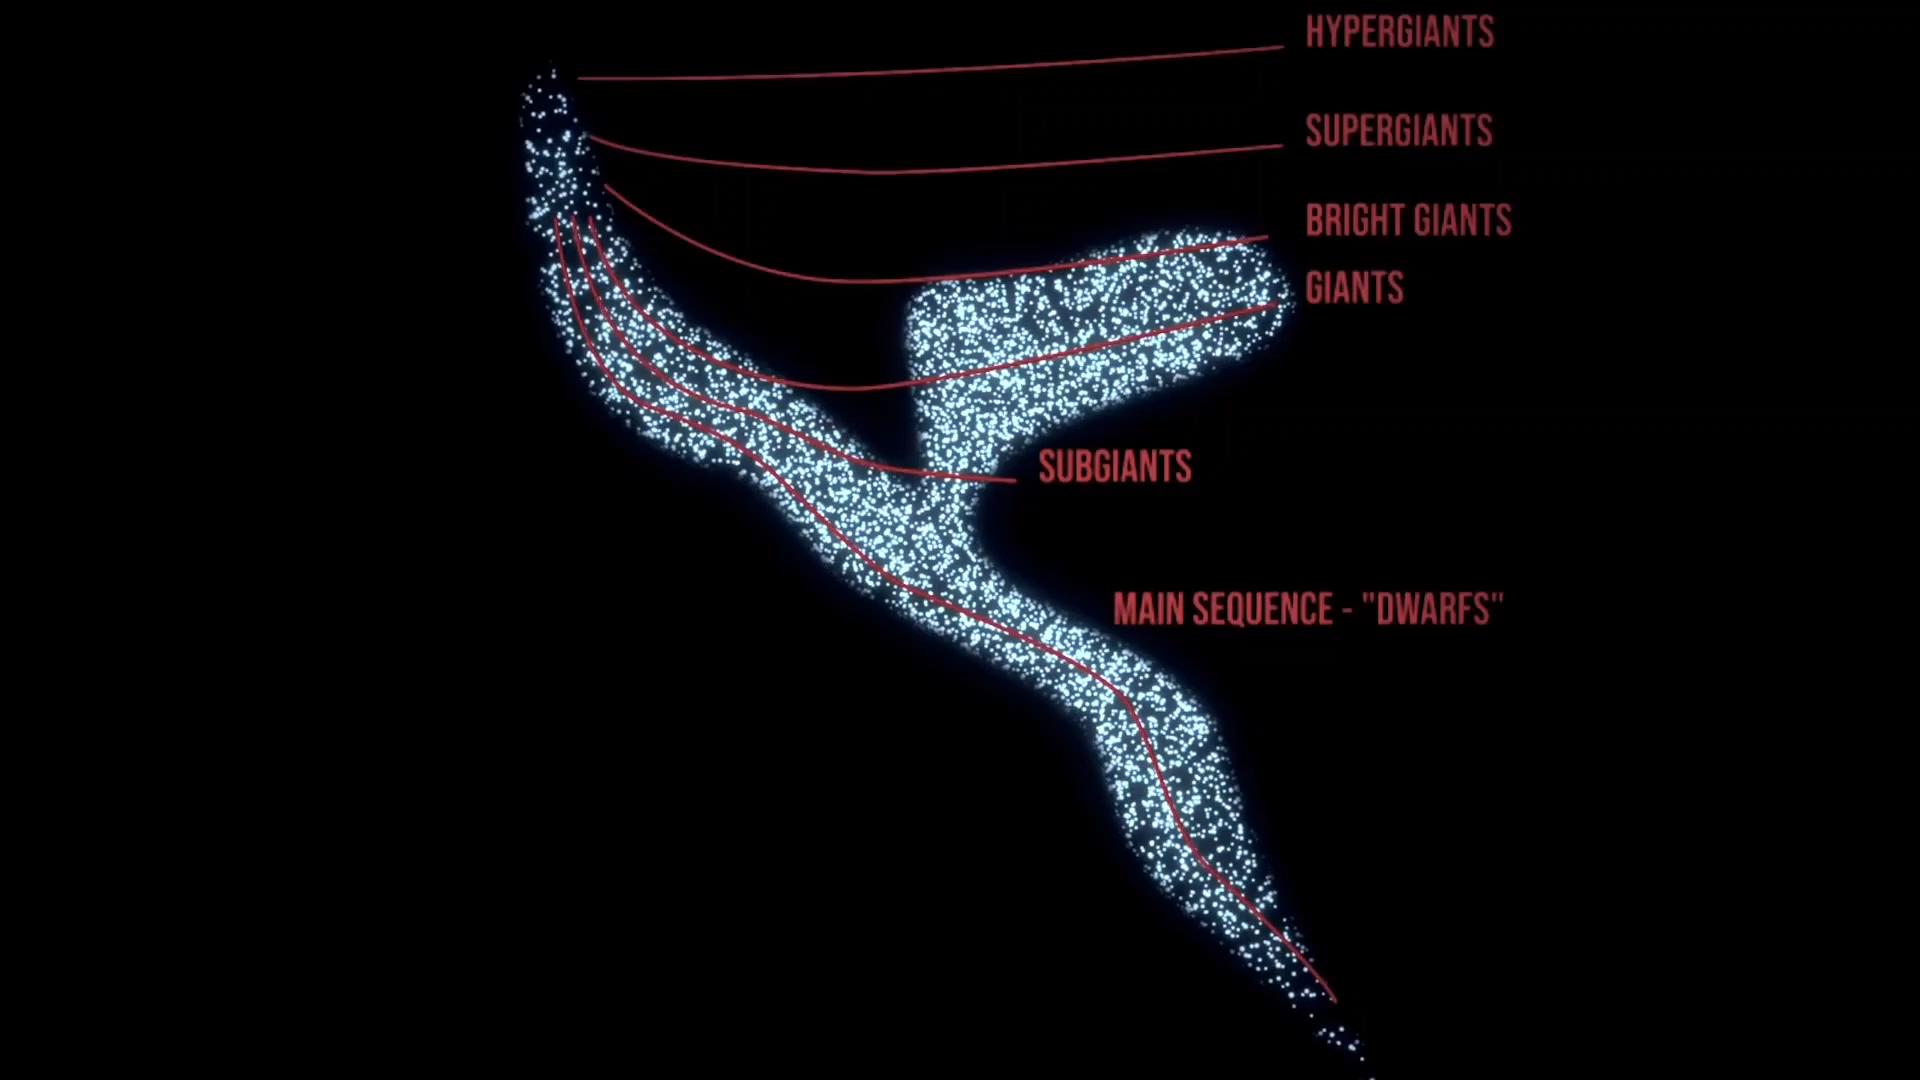 HYPERGIANTS
SUPERGIANTS
BRIGHT GIANTS
GIANTS
SUBGIANTS
MAIN SEQUENCE - "DWARFS"